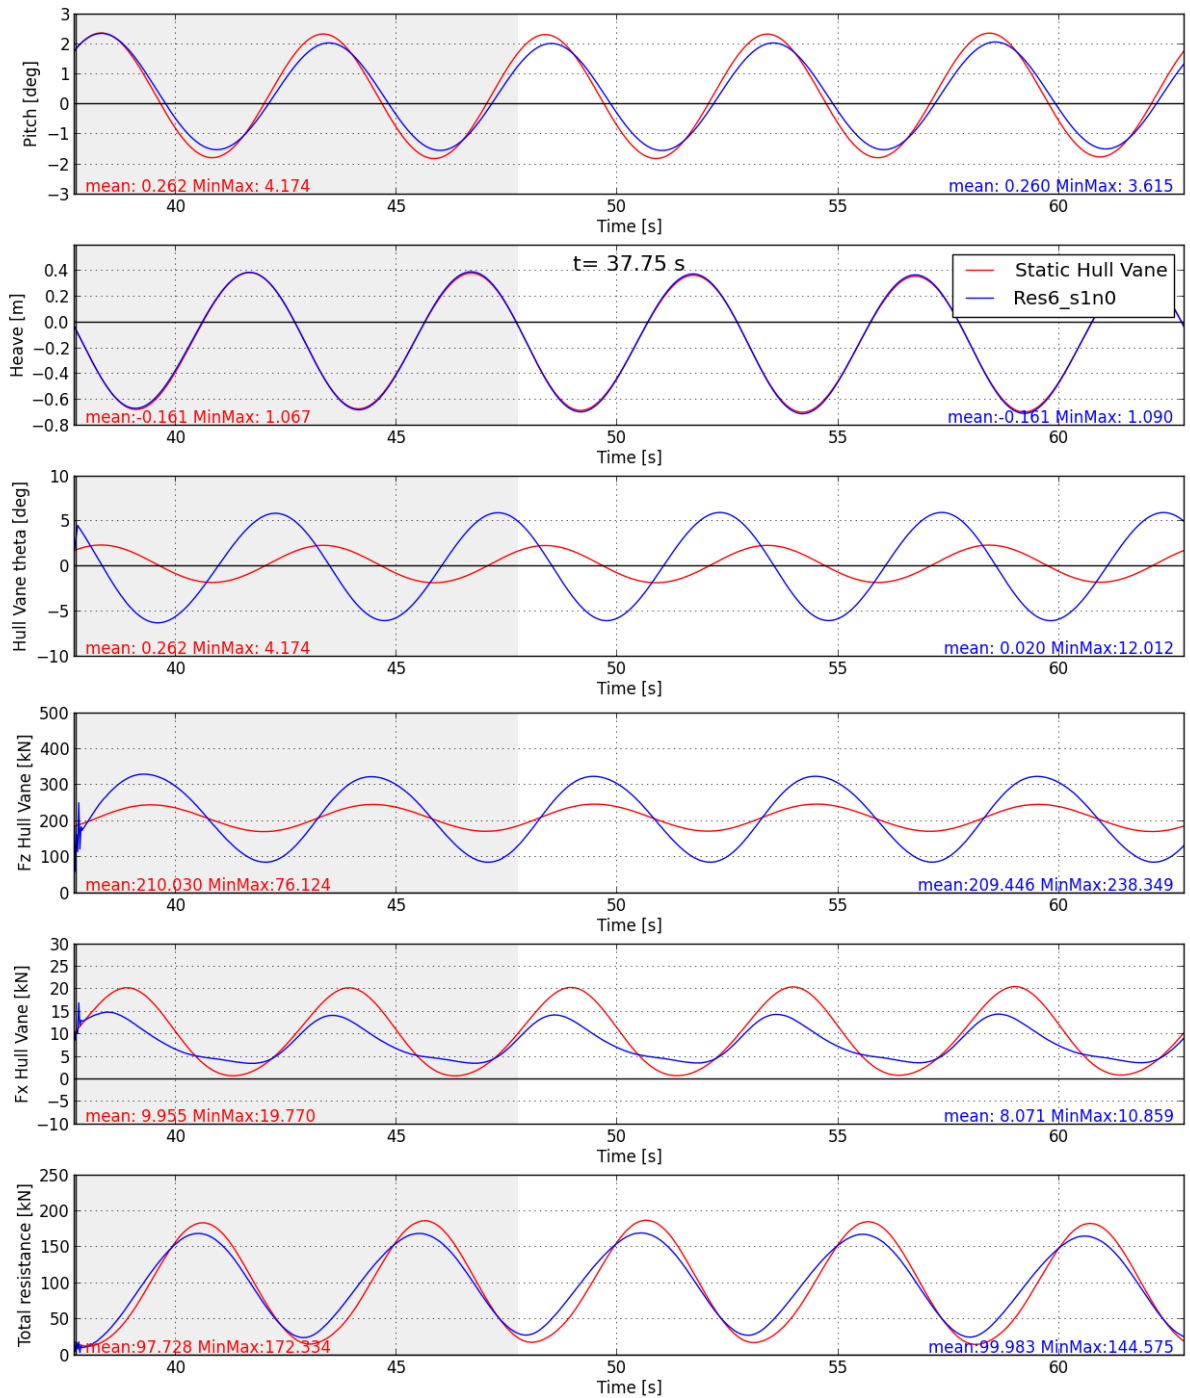 3
2
1
0
−1
−2
−3
Pitch [deg]
mean: 0.262 MinMax: 4.174
mean: 0.260 MinMax: 3.615
40
45
50
55
60
Time [s]
0.4
0.2
0.0
−0.2
−0.4
−0.6
−0.8
Heave [m]
t= 37.75 s
Static Hull Vane
Res6_s1n0
mean:-0.161 MinMax: 1.067
mean:-0.161 MinMax: 1.090
40
45
50
55
60
Time [s]
10
5
0
−5
−10
Hull Vane theta [deg]
mean: 0.262 MinMax: 4.174
mean: 0.020 MinMax:12.012
40
45
50
55
60
Time [s]
500
400
300
200
100
0
Fz Hull Vane [kN]
mean:210.030 MinMax:76.124
mean:209.446 MinMax:238.349
40
45
50
55
60
Time [s]
30
25
20
15
10
5
0
−5
−10
Fx Hull Vane [kN]
mean: 9.955 MinMax:19.770
mean: 8.071 MinMax:10.859
40
45
50
55
60
Time [s]
250
200
150
100
50
0
Total resistance [kN]
mean:97.728 MinMax:172.334
mean:99.983 MinMax:144.575
40
45
50
55
60
Time [s]